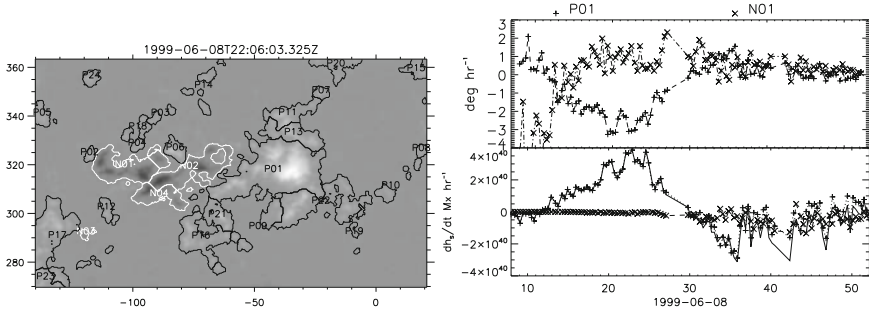 + P01 × N01
1999-06-08T22:06:03.325Z
360
340
320
300
280
-100 -50 0
P24
P20
P15
P14
P07
P05
P03
P11
P18
P13
P04
P06
P02
P08
N01
N02
P01
N04
P10
P12
P22
P21
P09
P17
P16
P19
P23
deg hr⁻¹
3
2
1
0
-1
-2
-3
-4
dhₛ/dt Mx hr⁻¹
4×10⁴⁰
2×10⁴⁰
0
-2×10⁴⁰
-4×10⁴⁰
10 20 30 40 50
1999-06-08